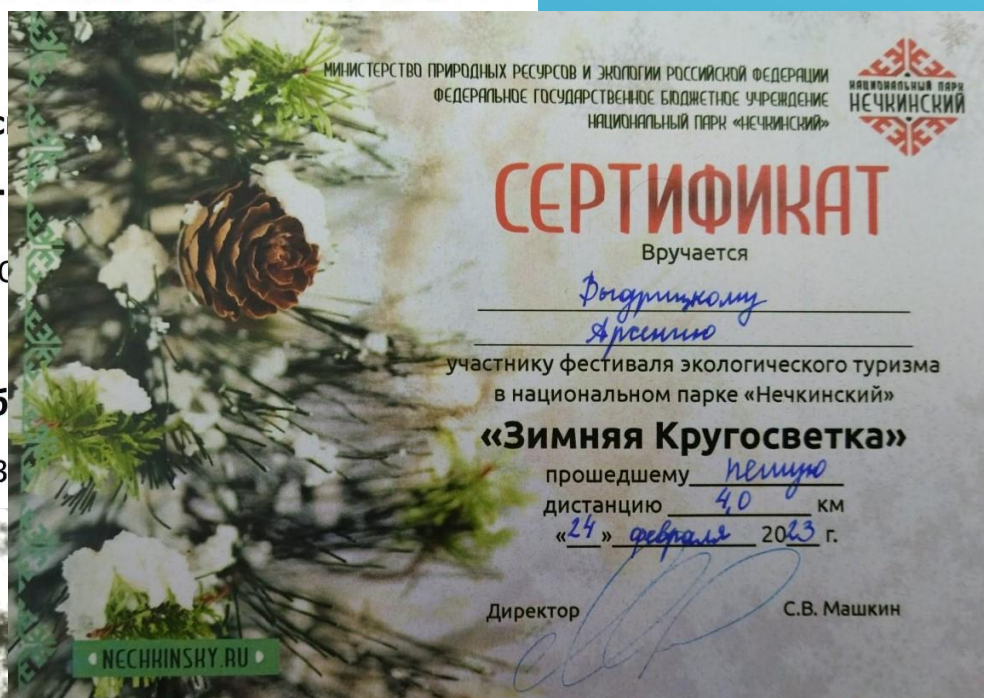 МИНИСТЕРСТВО ПРИРОДНЫХ РЕСУРСОВ И ЭКОЛОГИИ РОССИЙСКОЙ ФЕДЕРАЦИИ
ФЕДЕРАЛЬНОЕ ГОСУДАРСТВЕННОЕ БЮДЖЕТНОЕ УЧРЕЖДЕНИЕ
НАЦИОНАЛЬНЫЙ ПАРК «НЕЧКИНСКИЙ»
НАЦИОНАЛЬНЫЙ ПАРК
НЕЧКИНСКИЙ
СЕРТИФИКАТ
Вручается
Выдрицкому
Арсению
участнику фестиваля экологического туризма
в национальном парке «Нечкинский»
«Зимняя Кругосветка»
прошедшему пешую
дистанцию 4,0 км
«24» февраля 2023 г.
Директор С.В. Машкин
• NECHKINSKY.RU •